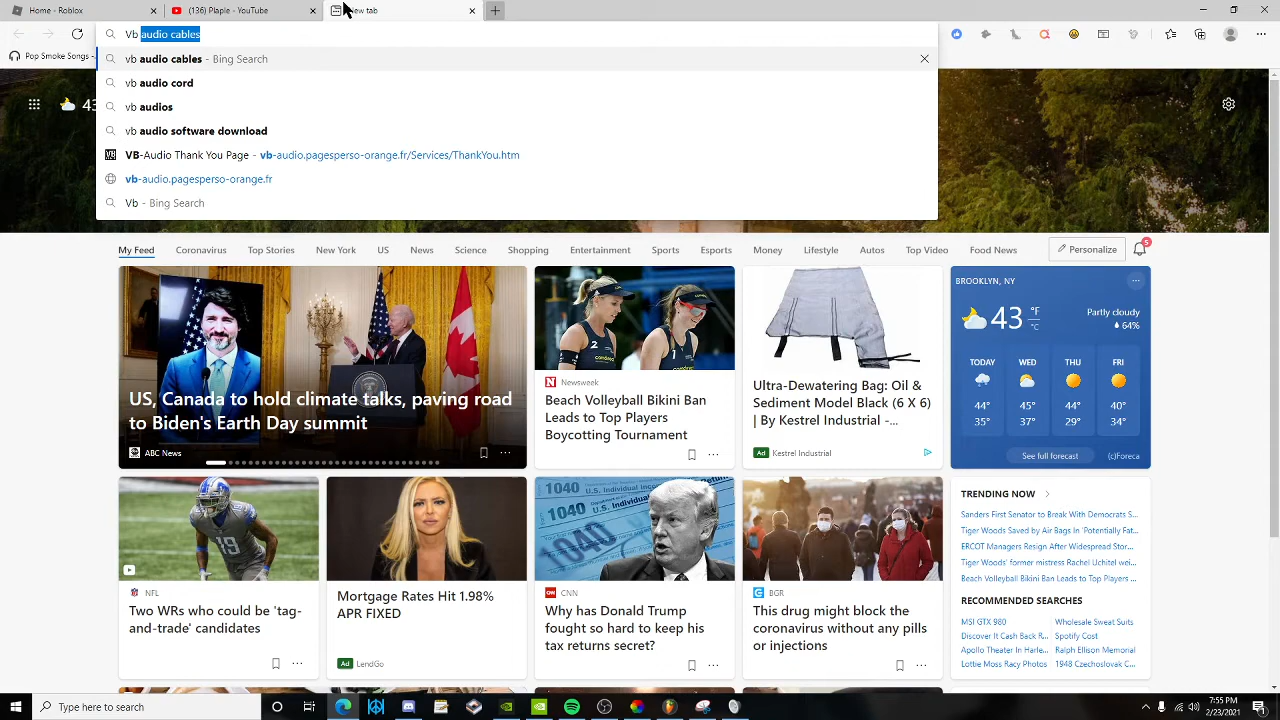 Home - Roblox
(316) Play - YouTube
New tab
Vb audio cables
vb audio cables - Bing Search
vb audio cord
vb audios
vb audio software download
VB-Audio Thank You Page - vb-audio.pagesperso-orange.fr/Services/ThankYou.htm
vb-audio.pagesperso-orange.fr
Vb - Bing Search
Pop Smoke Songs -
43
My Feed
Coronavirus
Top Stories
New York
US
News
Science
Shopping
Entertainment
Sports
Esports
Money
Lifestyle
Autos
Top Video
Food News
Personalize
5
US, Canada to hold climate talks, paving road
to Biden's Earth Day summit
ABC News
Newsweek
Beach Volleyball Bikini Ban
Leads to Top Players
Boycotting Tournament
Ultra-Dewatering Bag: Oil &
Sediment Model Black (6 X 6)
| By Kestrel Industrial -...
Ad Kestrel Industrial
BROOKLYN, NY
43 °F
°C
Partly cloudy
64%
TODAY WED THU FRI
44° 45° 44° 40°
35° 37° 29° 34°
See full forecast
(c)Foreca
NFL
Two WRs who could be 'tag-
and-trade' candidates
Mortgage Rates Hit 1.98%
APR FIXED
Ad LendGo
1040 U.S. Individual
1040
CNN
Why has Donald Trump
fought so hard to keep his
tax returns secret?
BGR
This drug might block the
coronavirus without any pills
or injections
TRENDING NOW
Sanders First Senator to Break With Democrats S...
Tiger Woods Saved by Air Bags In 'Potentially Fat...
ERCOT Managers Resign After Widespread Stor...
Tiger Woods' former mistress Rachel Uchitel wei...
Beach Volleyball Bikini Ban Leads to Top Players ...
RECOMMENDED SEARCHES
MSI GTX 980
Wholesale Sweat Suits
Discover It Cash Back R...
Spotify Cost
Apollo Theater In Harle...
Ralph Ellison Memorial
Lottie Moss Racy Photos
1948 Czechoslovak C...
Type here to search
7:55 PM
2/23/2021